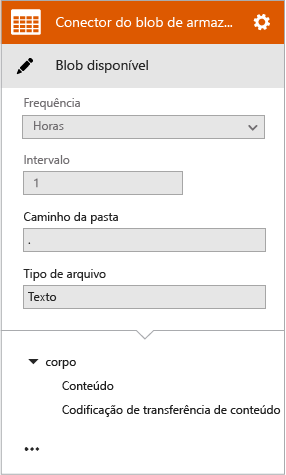 Conector do blob de armaz...
Blob disponível
Frequência
Horas
Intervalo
1
Caminho da pasta
.
Tipo de arquivo
Texto
corpo
Conteúdo
Codificação de transferência de conteúdo
...